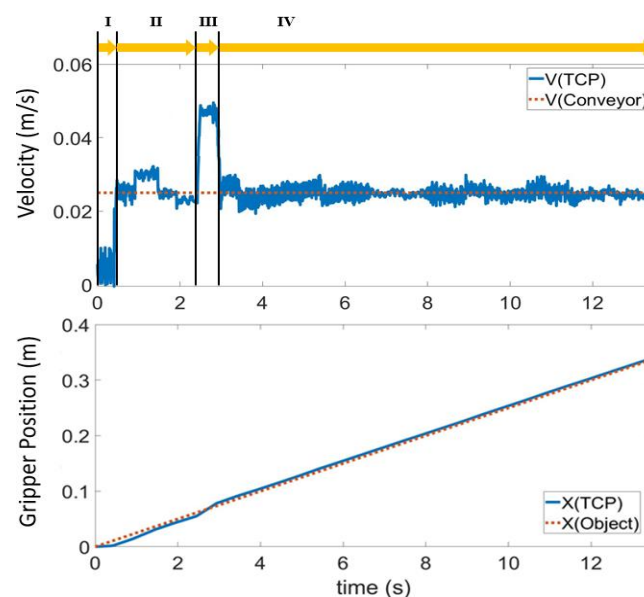 I II III IV
Velocity (m/s)
0.06
0.04
0.02
0
V(TCP)
V(Conveyor)
0 2 4 6 8 10 12
Gripper Position (m)
0.4
0.3
0.2
0.1
0
X(TCP)
X(Object)
0 2 4 6 8 10 12
time (s)